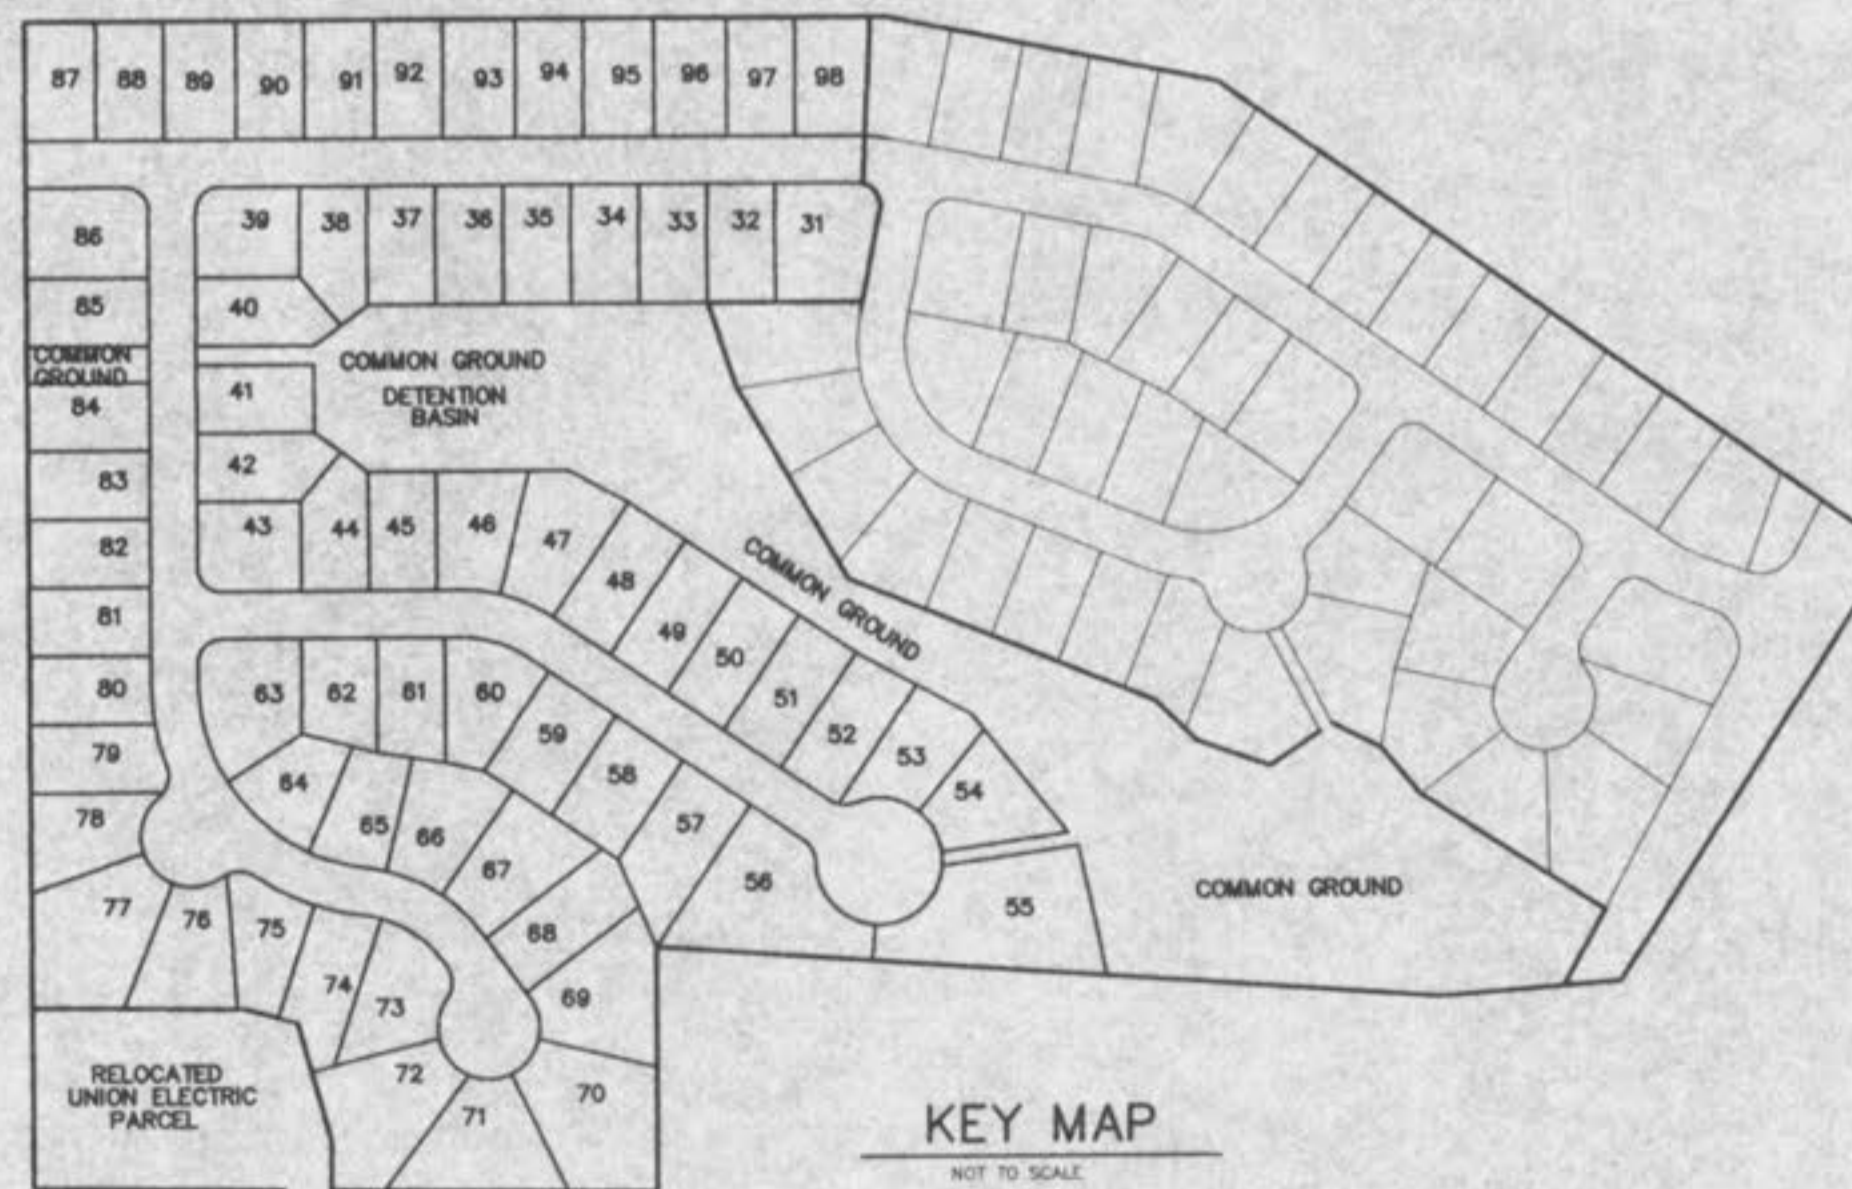 87 88 89 90 91 92 93 94 95 96 97 98
86 39 38 37 36 35 34 33 32 31
85 40
COMMON
GROUND
COMMON GROUND
DETENTION
BASIN
84 41
83 42
82 43 44 45 46 47
81 48 49 50 51 52 53 54
COMMON GROUND
80 63 62 61 60 59 58 57 56 55
COMMON GROUND
79 64 65 66 67 68 69
78
77 76 75 74 73
72 71 70
RELOCATED
UNION ELECTRIC
PARCEL
KEY MAP
NOT TO SCALE